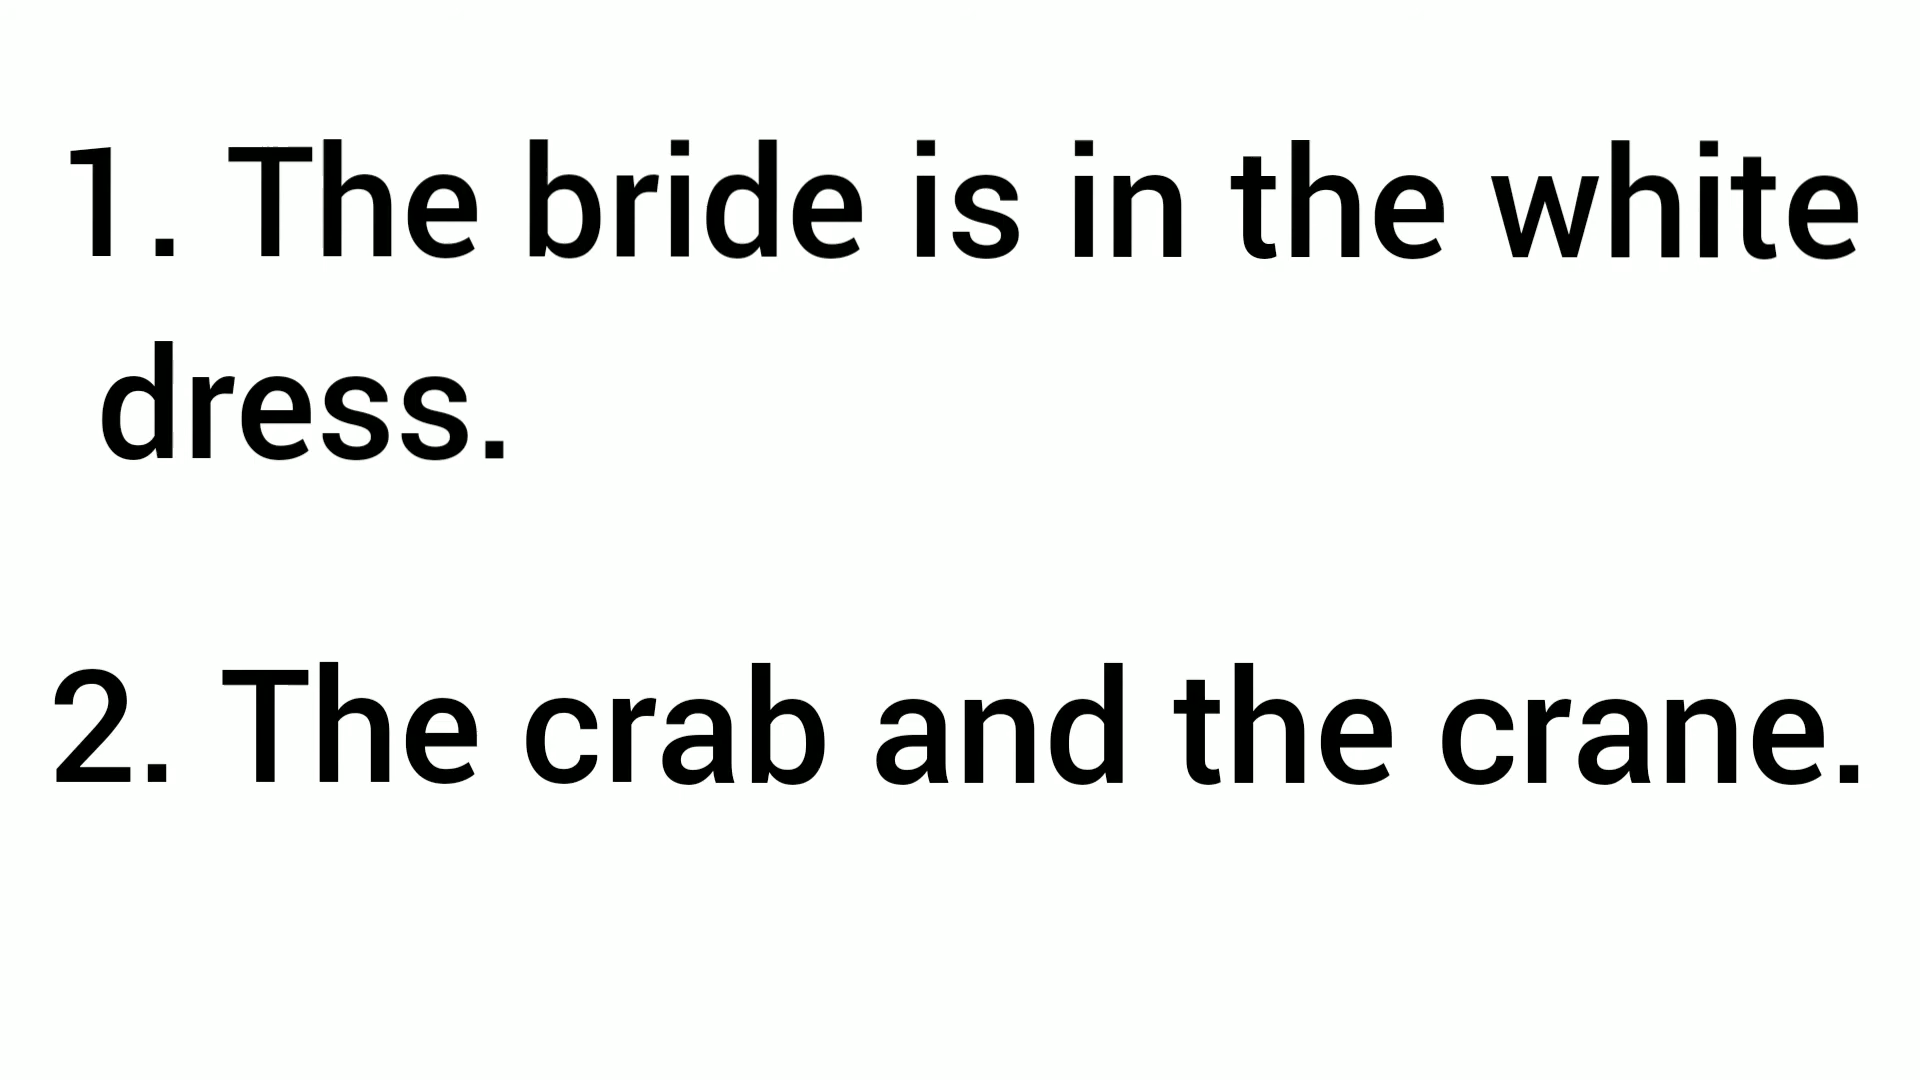 1. The bride is in the white
dress.
2. The crab and the crane.